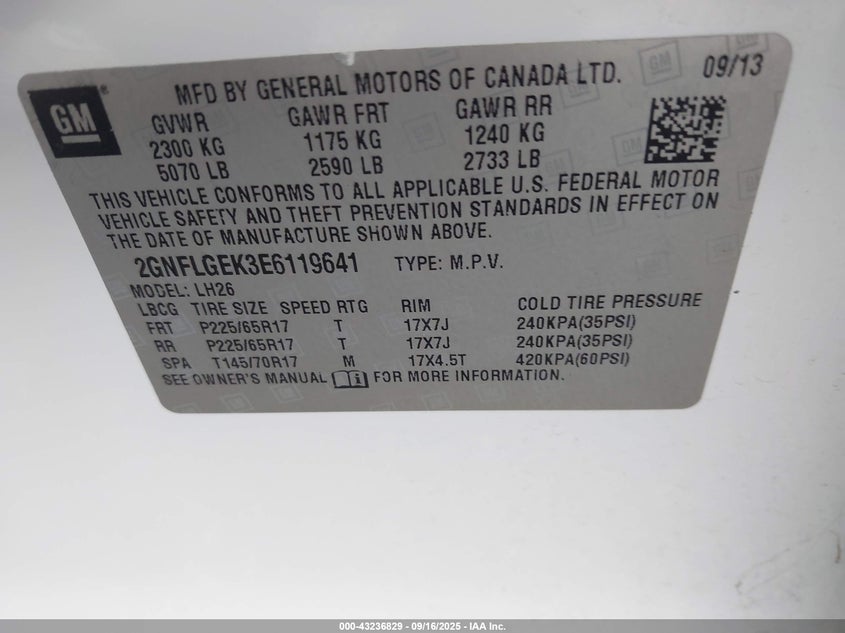 GM ®
MFD BY GENERAL MOTORS OF CANADA LTD. 09/13
GVWR GAWR FRT GAWR RR
2300 KG 1175 KG 1240 KG
5070 LB 2590 LB 2733 LB
THIS VEHICLE CONFORMS TO ALL APPLICABLE U.S. FEDERAL MOTOR
VEHICLE SAFETY AND THEFT PREVENTION STANDARDS IN EFFECT ON
THE DATE OF MANUFACTURE SHOWN ABOVE.
2GNFLGEK3E6119641 TYPE: M.P.V.
MODEL: LH26
LBCG TIRE SIZE SPEED RTG RIM COLD TIRE PRESSURE
FRT P225/65R17 T 17X7J 240KPA(35PSI)
RR P225/65R17 T 17X7J 240KPA(35PSI)
SPA T145/70R17 M 17X4.5T 420KPA(60PSI)
SEE OWNER'S MANUAL FOR MORE INFORMATION.
000-43236829 - 09/16/2025 - IAA Inc.